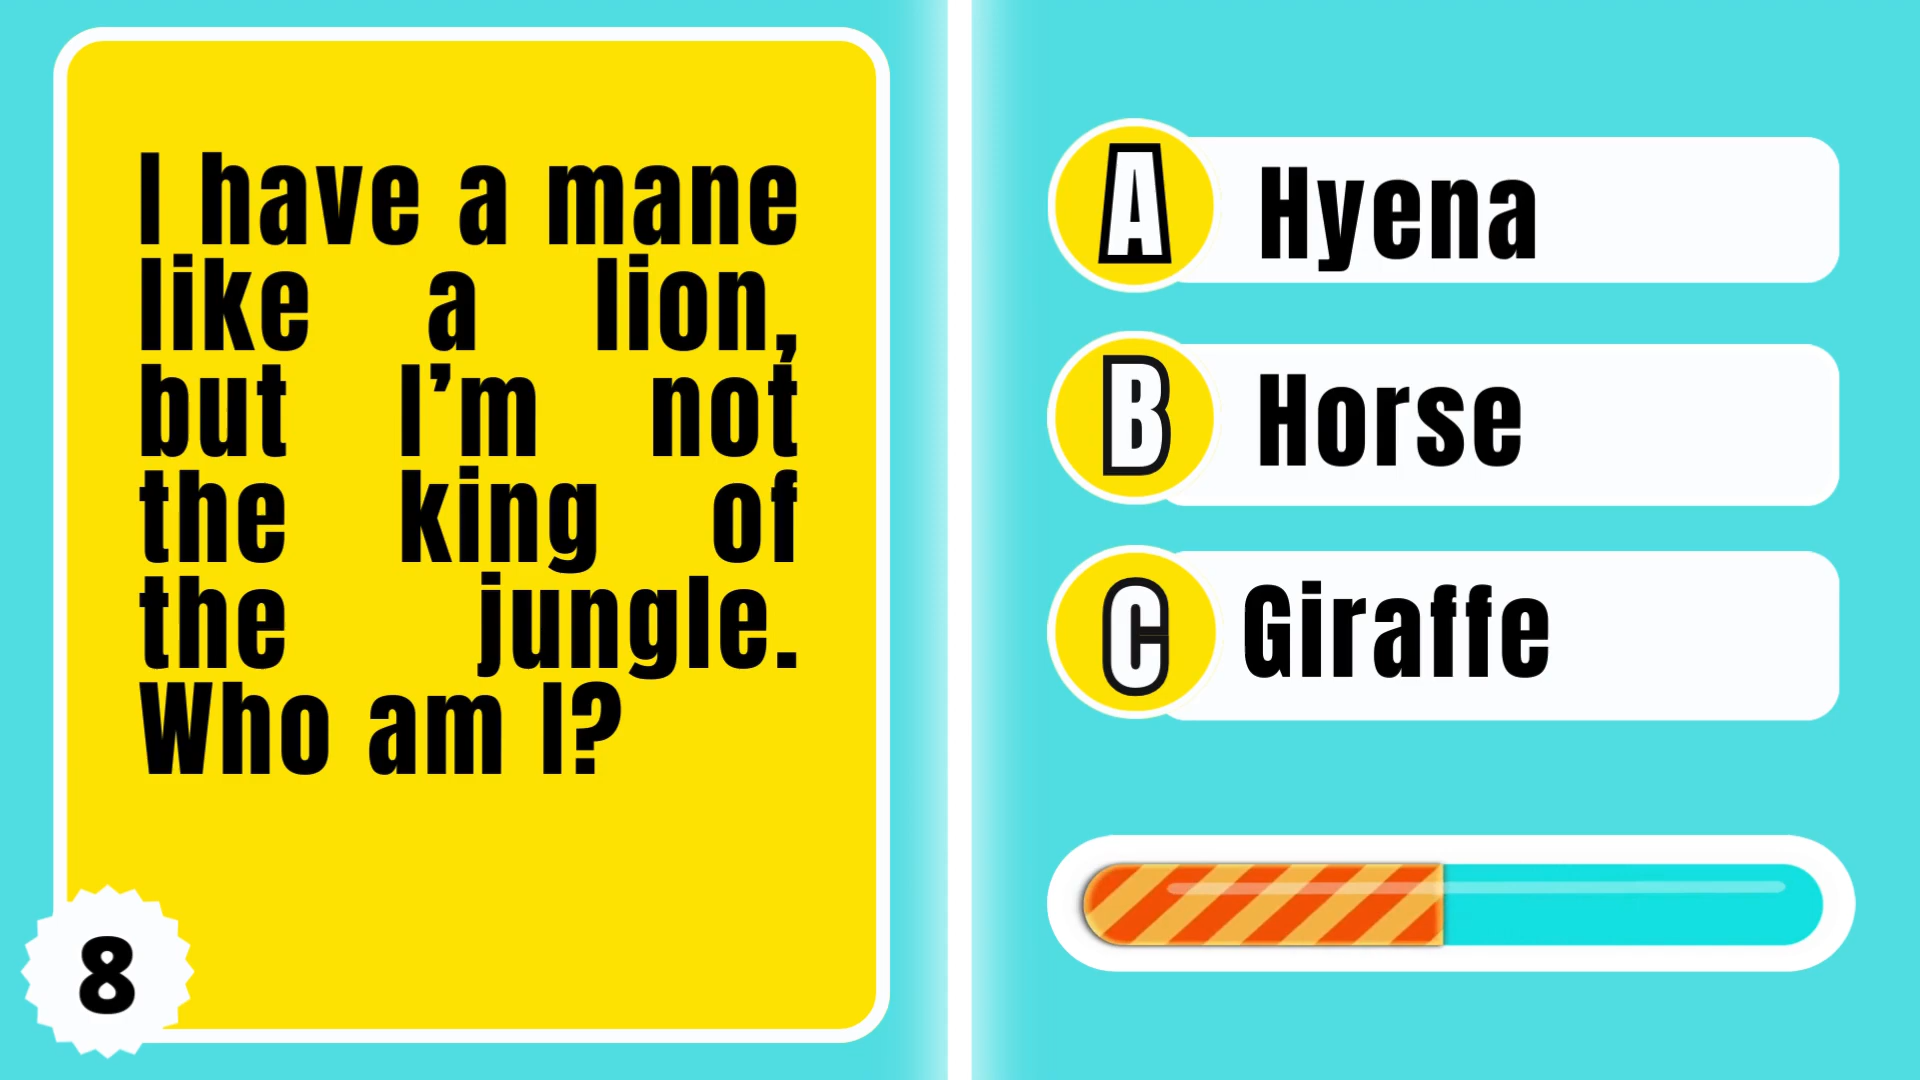 I have a mane
like a lion,
but I’m not
the king of
the jungle.
Who am I?
8
A Hyena
B Horse
C Giraffe